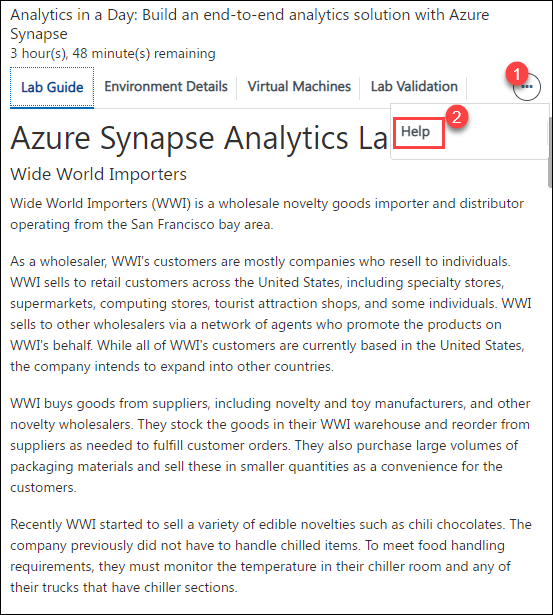 Analytics in a Day: Build an end-to-end analytics solution with Azure
Synapse
3 hour(s), 48 minute(s) remaining
1
Lab Guide Environment Details Virtual Machines Lab Validation ...
2
Help
Azure Synapse Analytics La
Wide World Importers
Wide World Importers (WWI) is a wholesale novelty goods importer and distributor
operating from the San Francisco bay area.
As a wholesaler, WWI's customers are mostly companies who resell to individuals.
WWI sells to retail customers across the United States, including specialty stores,
supermarkets, computing stores, tourist attraction shops, and some individuals. WWI
sells to other wholesalers via a network of agents who promote the products on
WWI's behalf. While all of WWI's customers are currently based in the United States,
the company intends to expand into other countries.
WWI buys goods from suppliers, including novelty and toy manufacturers, and other
novelty wholesalers. They stock the goods in their WWI warehouse and reorder from
suppliers as needed to fulfill customer orders. They also purchase large volumes of
packaging materials and sell these in smaller quantities as a convenience for the
customers.
Recently WWI started to sell a variety of edible novelties such as chili chocolates. The
company previously did not have to handle chilled items. To meet food handling
requirements, they must monitor the temperature in their chiller room and any of
their trucks that have chiller sections.